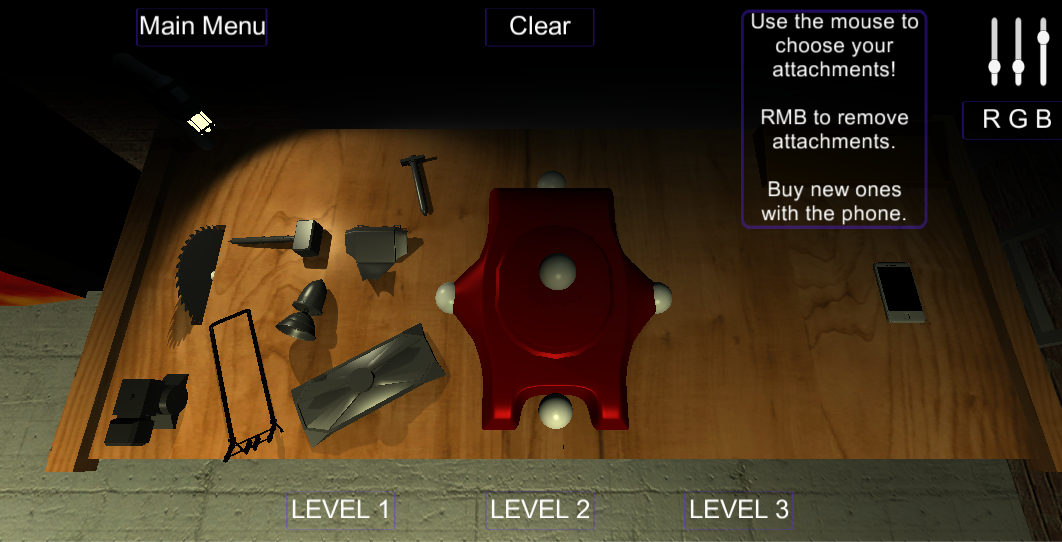 Main Menu
Clear
Use the mouse to
choose your
attachments!
RMB to remove
attachments.
Buy new ones
with the phone.
R G B
LEVEL 1
LEVEL 2
LEVEL 3